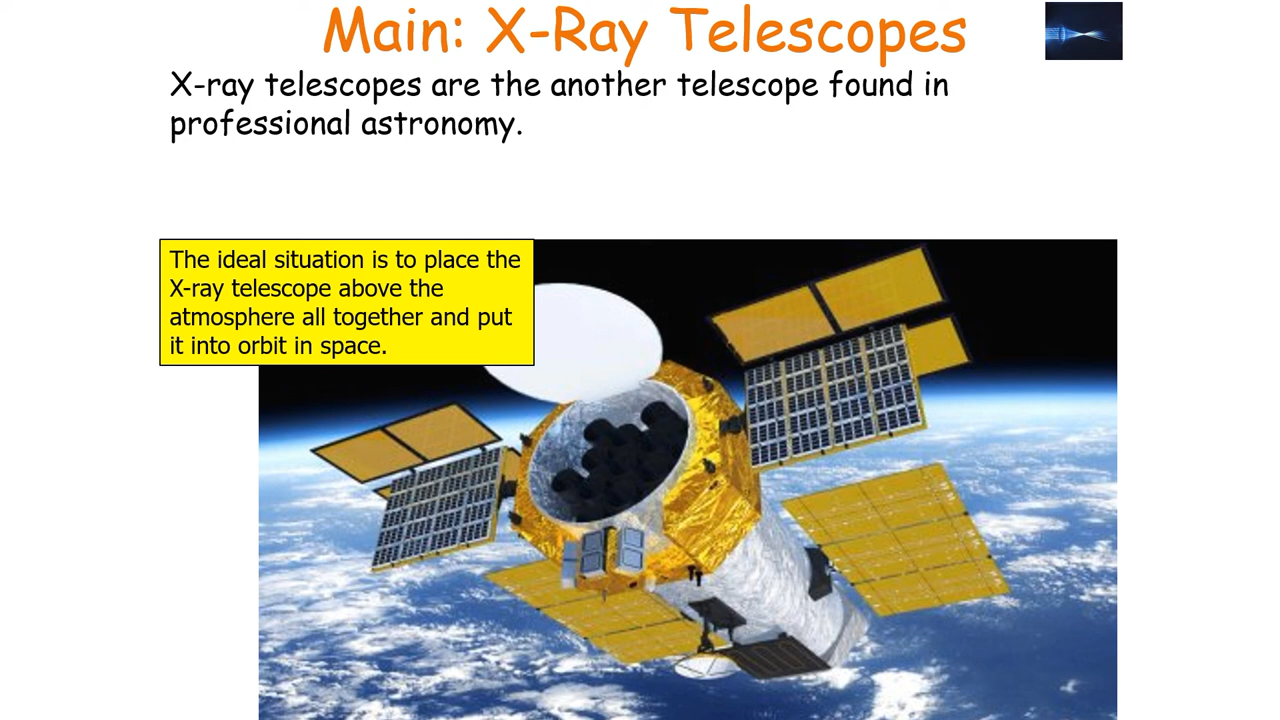 Main: X-Ray Telescopes
X-ray telescopes are the another telescope found in
professional astronomy.
The ideal situation is to place the
X-ray telescope above the
atmosphere all together and put
it into orbit in space.